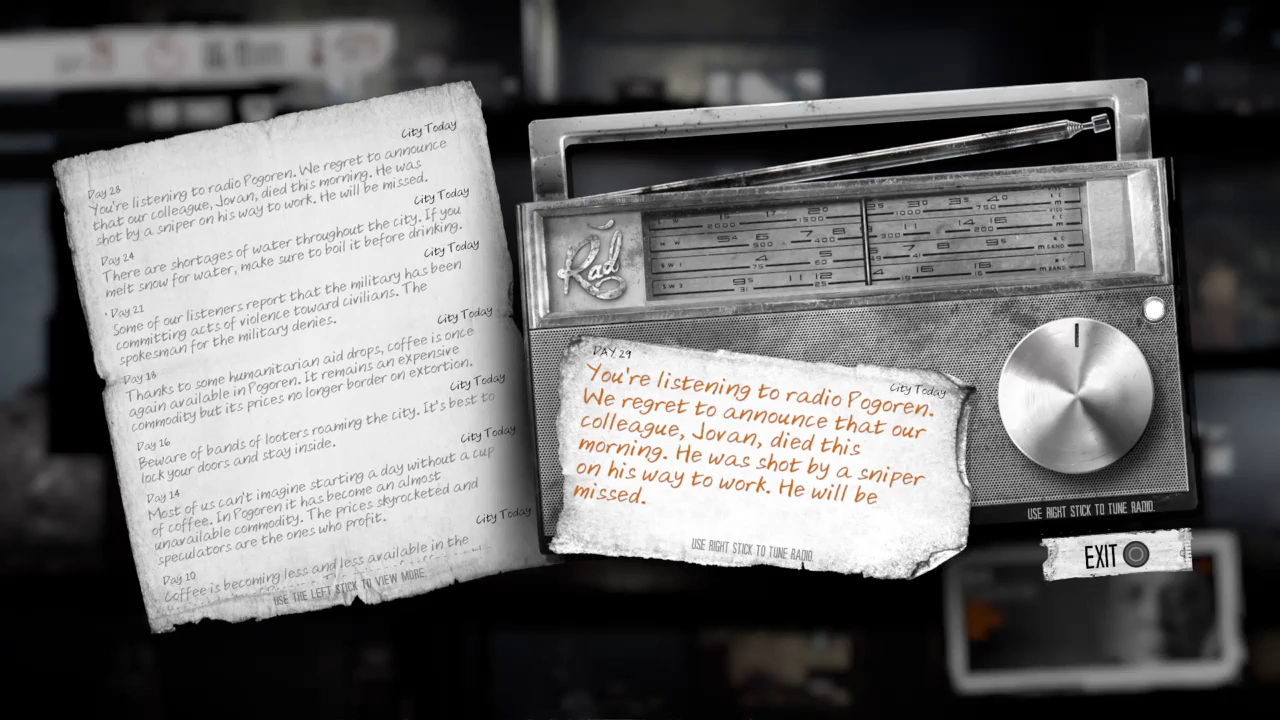 City Today
Day 28
You're listening to radio Pogoren. We regret to announce
that our colleague, Jovan, died this morning. He was
shot by a sniper on his way to work. He will be missed.
City Today
Day 24
There are shortages of water throughout the city. If you
melt snow for water, make sure to boil it before drinking.
City Today
Day 21
Some of our listeners report that the military has been
committing acts of violence toward civilians. The
spokesman for the military denies.
City Today
Day 18
Thanks to some humanitarian aid drops, coffee is once
again available in Pogoren. It remains an expensive
commodity but its prices no longer border on extortion.
City Today
Day 16
Beware of bands of looters roaming the city. It's best to
lock your doors and stay inside.
City Today
Day 14
Most of us can't imagine starting a day without a cup
of coffee. In Pogoren it has become an almost
unavailable commodity. The prices skyrocketed and
speculators are the ones who profit.
City Today
Day 10
Coffee is becoming less and less available in the
USE THE LEFT STICK TO VIEW MORE.
Rad
DAY 29
City Today
You're listening to radio Pogoren.
We regret to announce that our
colleague, Jovan, died this
morning. He was shot by a sniper
on his way to work. He will be
missed.
USE RIGHT STICK TO TUNE RADIO.
USE RIGHT STICK TO TUNE RADIO.
EXIT